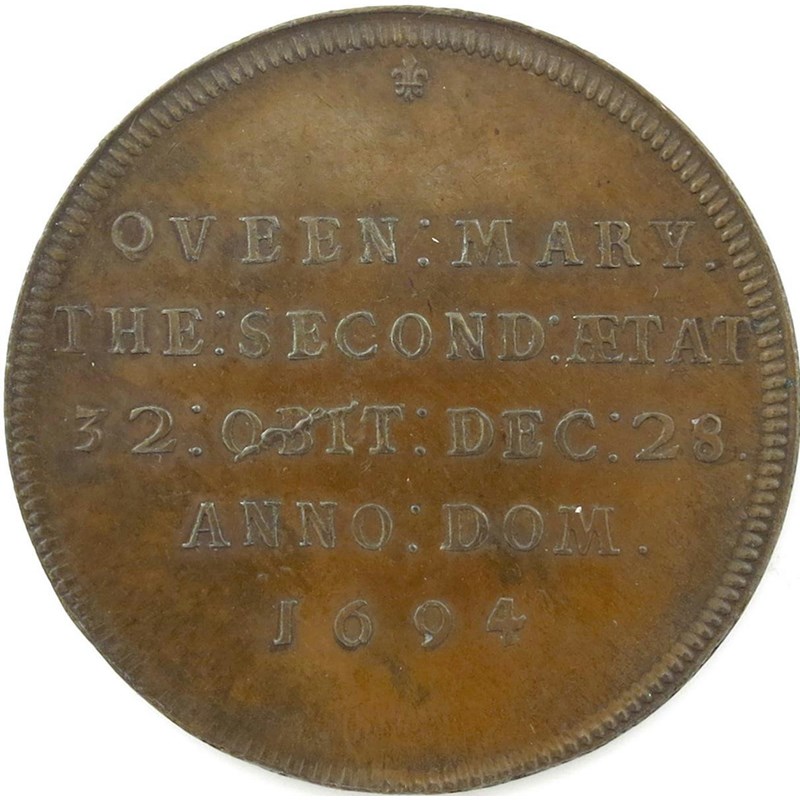 QVEEN:MARY.
THE:SECOND:ÆTAT
32:OBIT:DEC:28.
ANNO:DOM.
1694